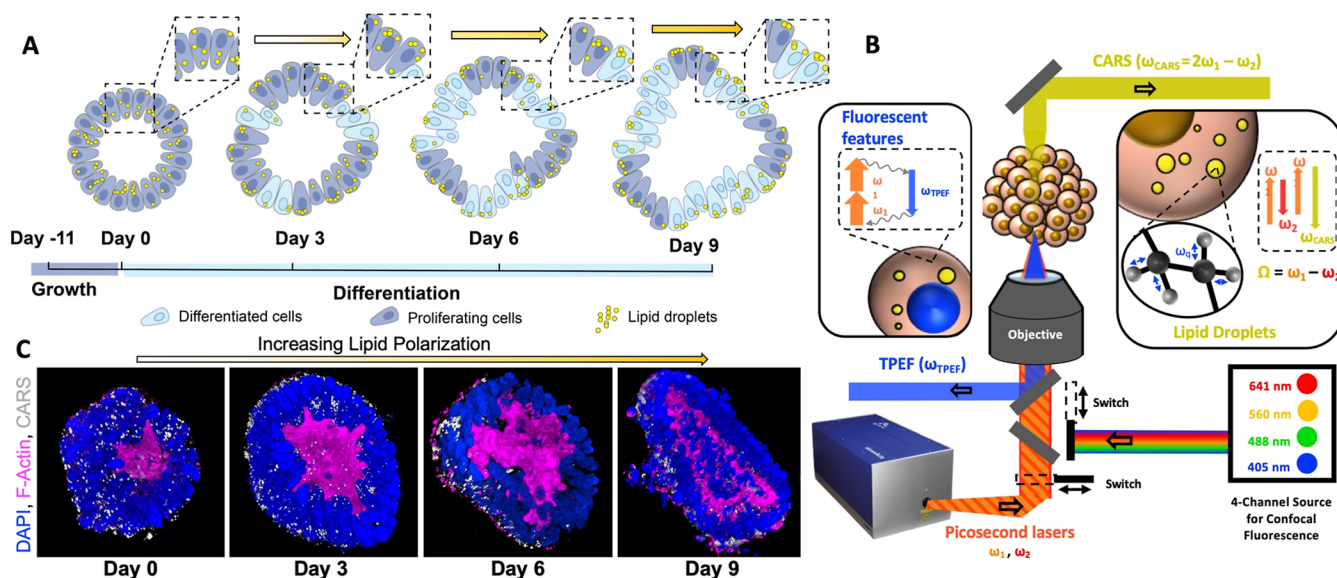 A
Day -11
Day 0
Day 3
Day 6
Day 9
Growth
Differentiation
Differentiated cells
Proliferating cells
Lipid droplets
B
CARS (ωCARS = 2ω₁ – ω₂)
Fluorescent
features
ω
1
ω₁
ωTPEF
ω
ω
ω₂
ωCARS
ωq
Ω = ω₁ – ω₂
Lipid Droplets
Objective
TPEF (ωTPEF)
Switch
Switch
641 nm
560 nm
488 nm
405 nm
4-Channel Source
for Confocal
Fluorescence
Picosecond lasers
ω₁, ω₂
C
Increasing Lipid Polarization
DAPI, F-Actin, CARS
Day 0
Day 3
Day 6
Day 9